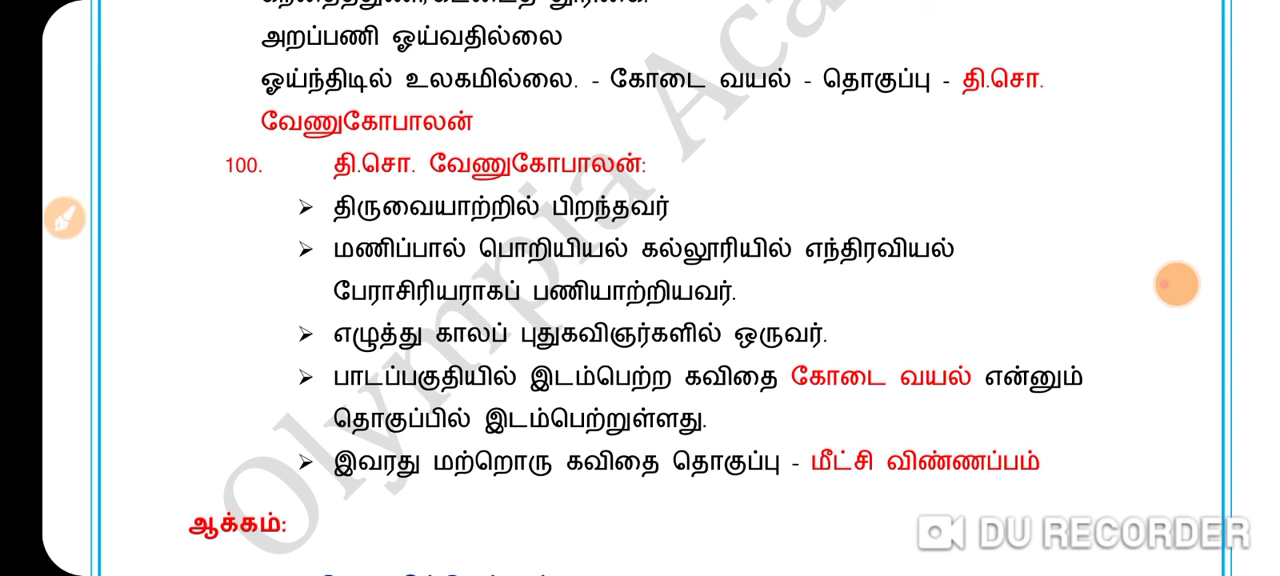 அறப்பணி ஓய்வதில்லை
ஓய்ந்திடில் உலகமில்லை. - கோடை வயல் - தொகுப்பு - தி.சொ.
வேணுகோபாலன்
100. தி.சொ. வேணுகோபாலன்:
➢ திருவையாற்றில் பிறந்தவர்
➢ மணிப்பால் பொறியியல் கல்லூரியில் எந்திரவியல்
பேராசிரியராகப் பணியாற்றியவர்.
➢ எழுத்து காலப் புதுகவிஞர்களில் ஒருவர்.
➢ பாடப்பகுதியில் இடம்பெற்ற கவிதை கோடை வயல் என்னும்
தொகுப்பில் இடம்பெற்றுள்ளது.
➢ இவரது மற்றொரு கவிதை தொகுப்பு - மீட்சி விண்ணப்பம்
ஆக்கம்:
Olympia Aca
DU RECORDER